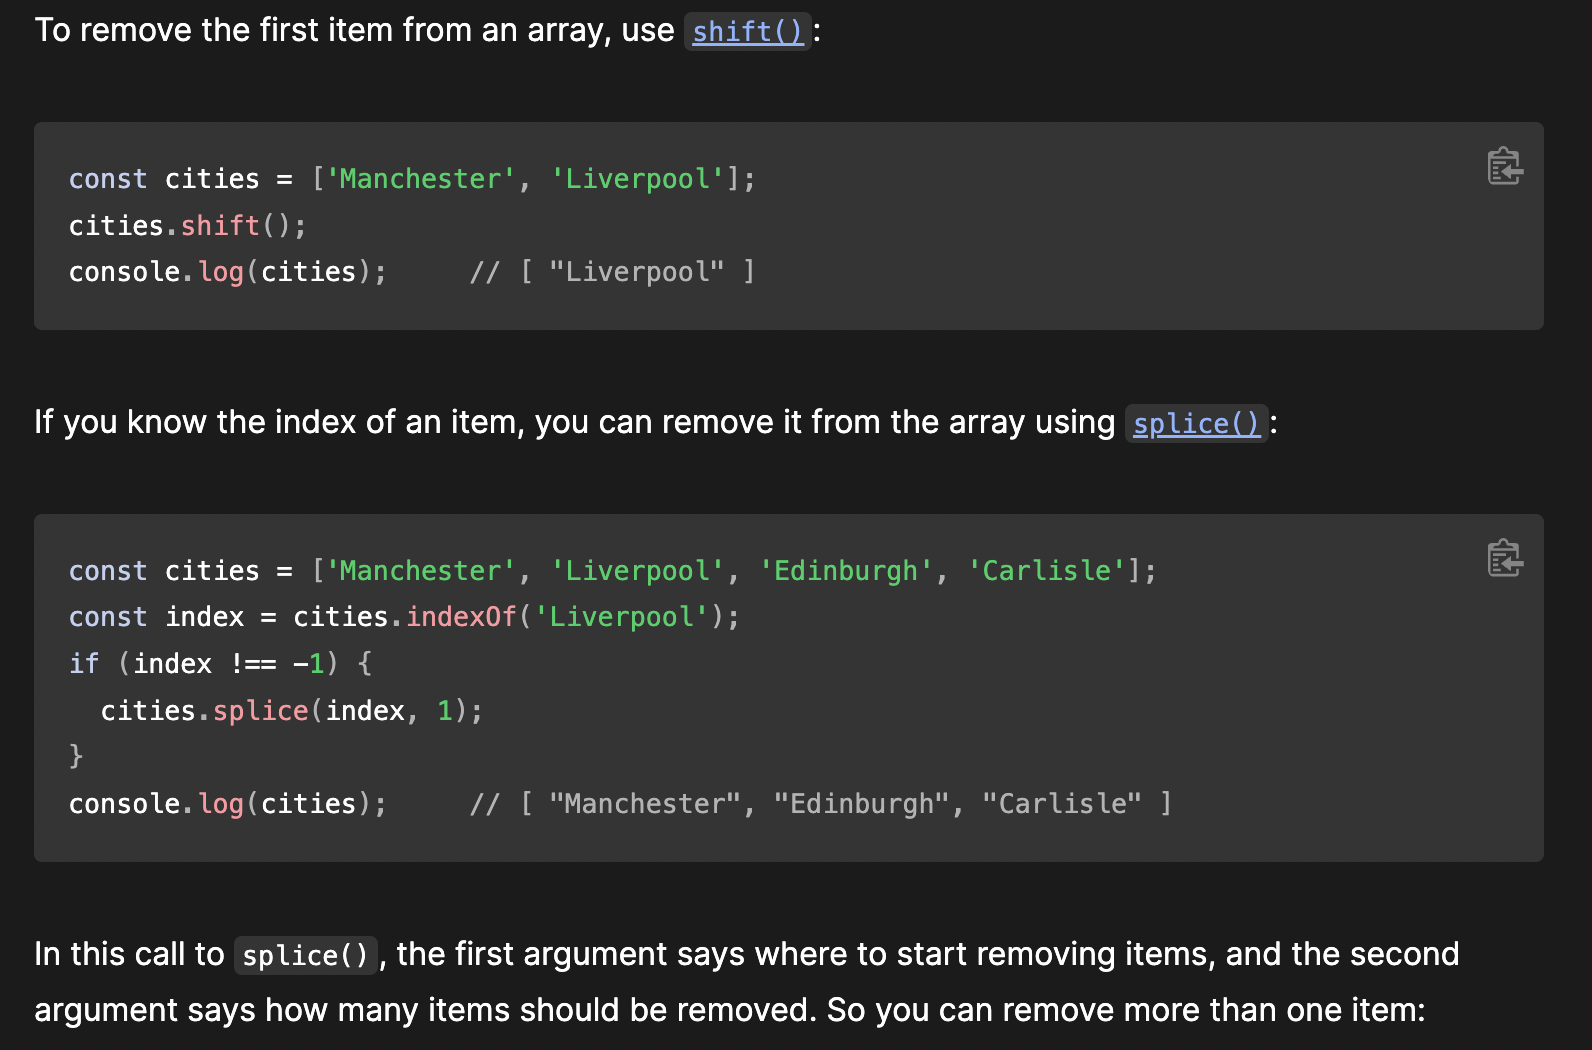 To remove the first item from an array, use shift():
const cities = ['Manchester', 'Liverpool'];
cities.shift();
console.log(cities);     // [ "Liverpool" ]
If you know the index of an item, you can remove it from the array using splice():
const cities = ['Manchester', 'Liverpool', 'Edinburgh', 'Carlisle'];
const index = cities.indexOf('Liverpool');
if (index !== -1) {
  cities.splice(index, 1);
}
console.log(cities);     // [ "Manchester", "Edinburgh", "Carlisle" ]
In this call to splice(), the first argument says where to start removing items, and the second
argument says how many items should be removed. So you can remove more than one item: